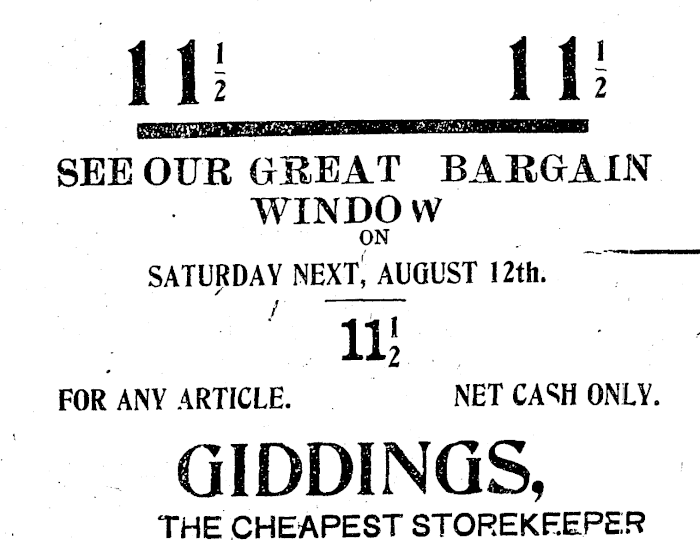 11½ 11½
SEE OUR GREAT BARGAIN
WINDOW
ON
SATURDAY NEXT, AUGUST 12th.
11½
FOR ANY ARTICLE. NET CASH ONLY.
GIDDINGS,
THE CHEAPEST STOREKEEPER